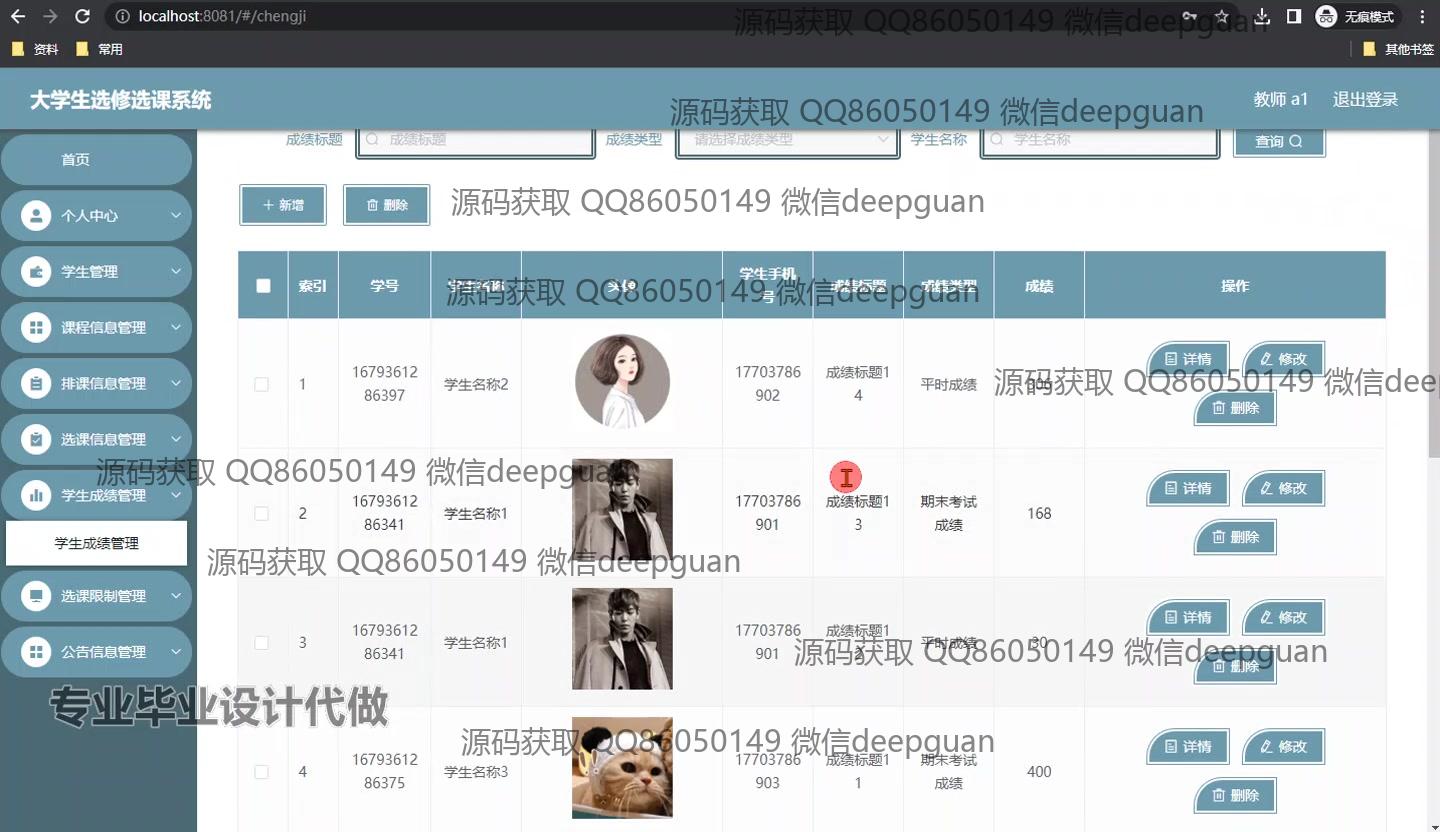 localhost:8081/#/chengji
无痕模式
资料 常用
其他书签
源码获取 QQ86050149 微信deepguan
大学生选修选课系统
教师 a1 退出登录
源码获取 QQ86050149 微信deepguan
首页
个人中心
学生管理
课程信息管理
排课信息管理
选课信息管理
学生成绩管理
学生成绩管理
选课限制管理
公告信息管理
成绩标题 成绩标题 成绩类型 请选择成绩类型 学生名称 学生名称 查询
新增 删除
源码获取 QQ86050149 微信deepguan
索引 学号 学生名称 头像 学生手机号 成绩标题 成绩类型 成绩 操作
源码获取 QQ86050149 微信deepguan
1 1679361286397 学生名称2 17703786902 成绩标题14 平时成绩 详情 修改 删除
源码获取 QQ86050149 微信dee
2 1679361286341 学生名称1 17703786901 成绩标题13 期末考试成绩 168 详情 修改 删除
源码获取 QQ86050149 微信deepguan
源码获取 QQ86050149 微信deepguan
3 1679361286341 学生名称1 17703786901 成绩标题12 平时成绩 30 详情 修改 删除
源码获取 QQ86050149 微信deepguan
专业毕业设计代做
4 1679361286375 学生名称3 17703786903 成绩标题11 期末考试成绩 400 详情 修改 删除
源码获取 QQ86050149 微信deepguan